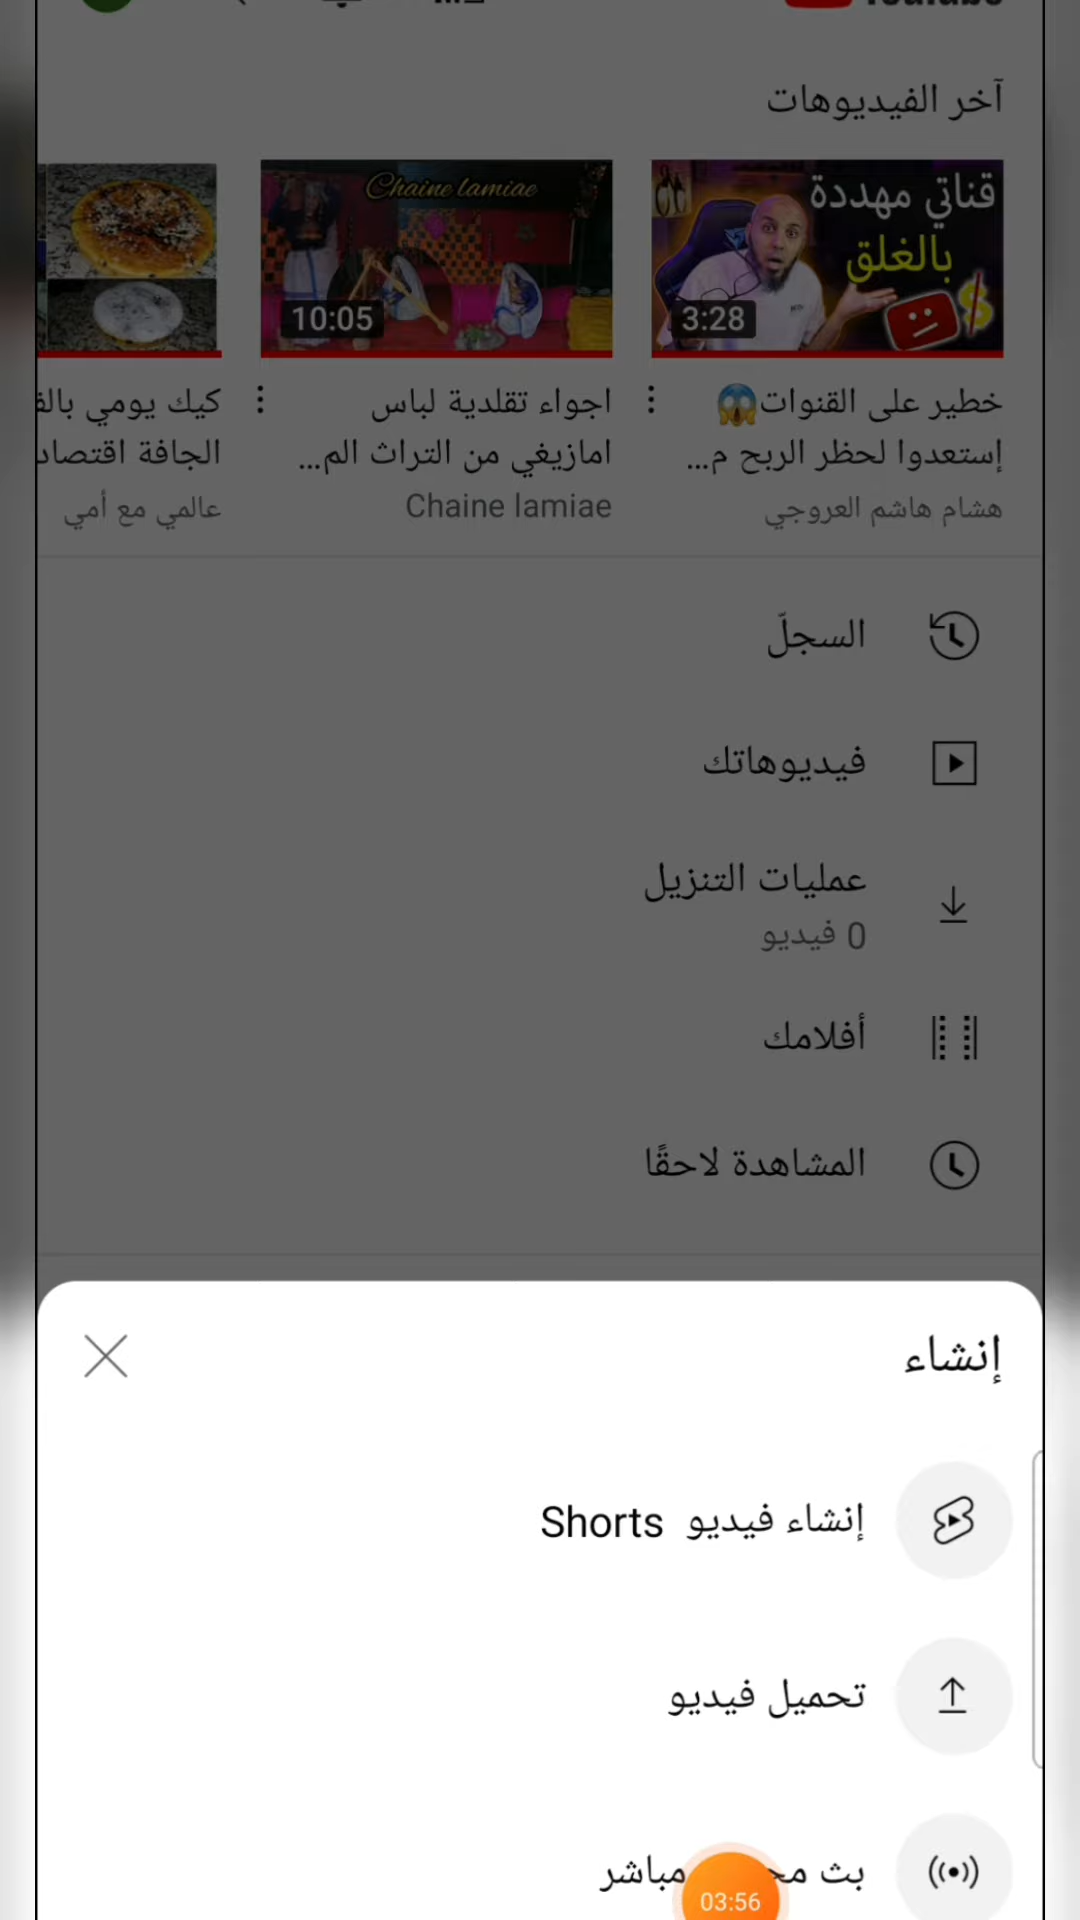 آخر الفيديوهات
قناتي مهددة
بالغلق
3:28
Chaine lamiae
10:05
خطير على القنوات😱
إستعدوا لحظر الربح م...
هشام هاشم العروجي
اجواء تقلدية لباس
امازيغي من التراث الم...
Chaine lamiae
كيك يومي
الجافة
عالمي مع أمي
السجلّ
فيديوهاتك
عمليات التنزيل
0 فيديو
أفلامك
المشاهدة لاحقًا
إنشاء
إنشاء فيديو Shorts
تحميل فيديو
بث مباشر
03:56